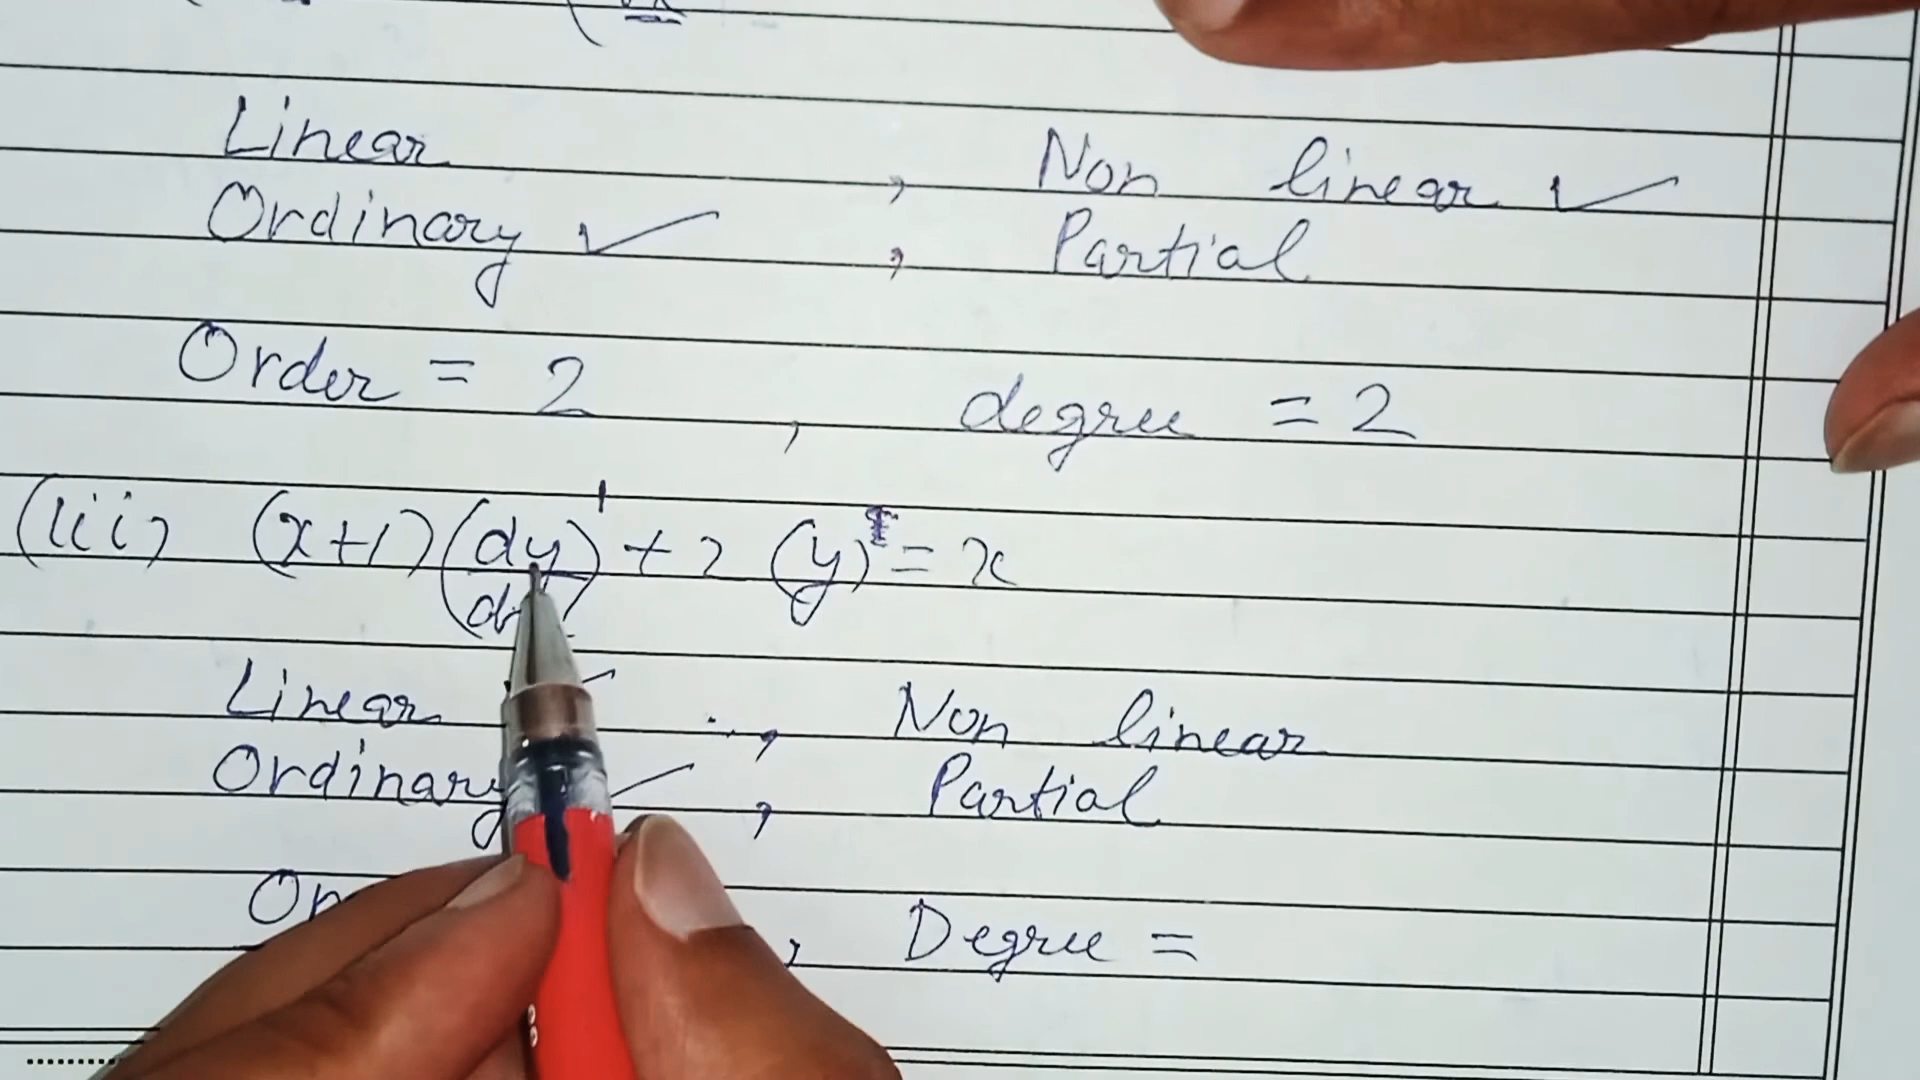 Linear , Non linear ✓
Ordinary ✓ , Partial
Order = 2 , degree = 2
(iii) (x+1)(dy/dx)¹ + 2 (y)¹ = x
Linear ✓ , Non linear
Ordinary ✓ , Partial
, Degree =